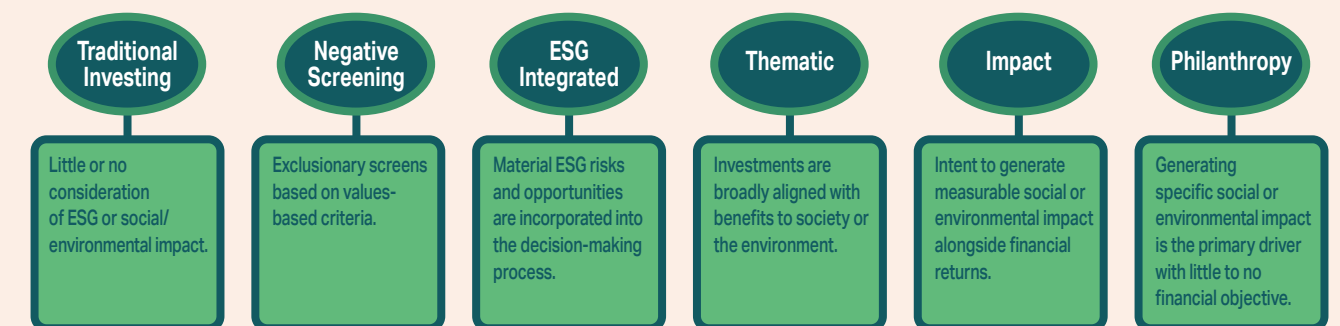 Traditional
Investing
Negative
Screening
ESG
Integrated
Thematic
Impact
Philanthropy
Little or no
consideration
of ESG or social/
environmental impact.
Exclusionary screens
based on values-
based criteria.
Material ESG risks
and opportunities
are incorporated into
the decision-making
process.
Investments are
broadly aligned with
benefits to society or
the environment.
Intent to generate
measurable social or
environmental impact
alongside financial
returns.
Generating
specific social or
environmental impact
is the primary driver
with little to no
financial objective.